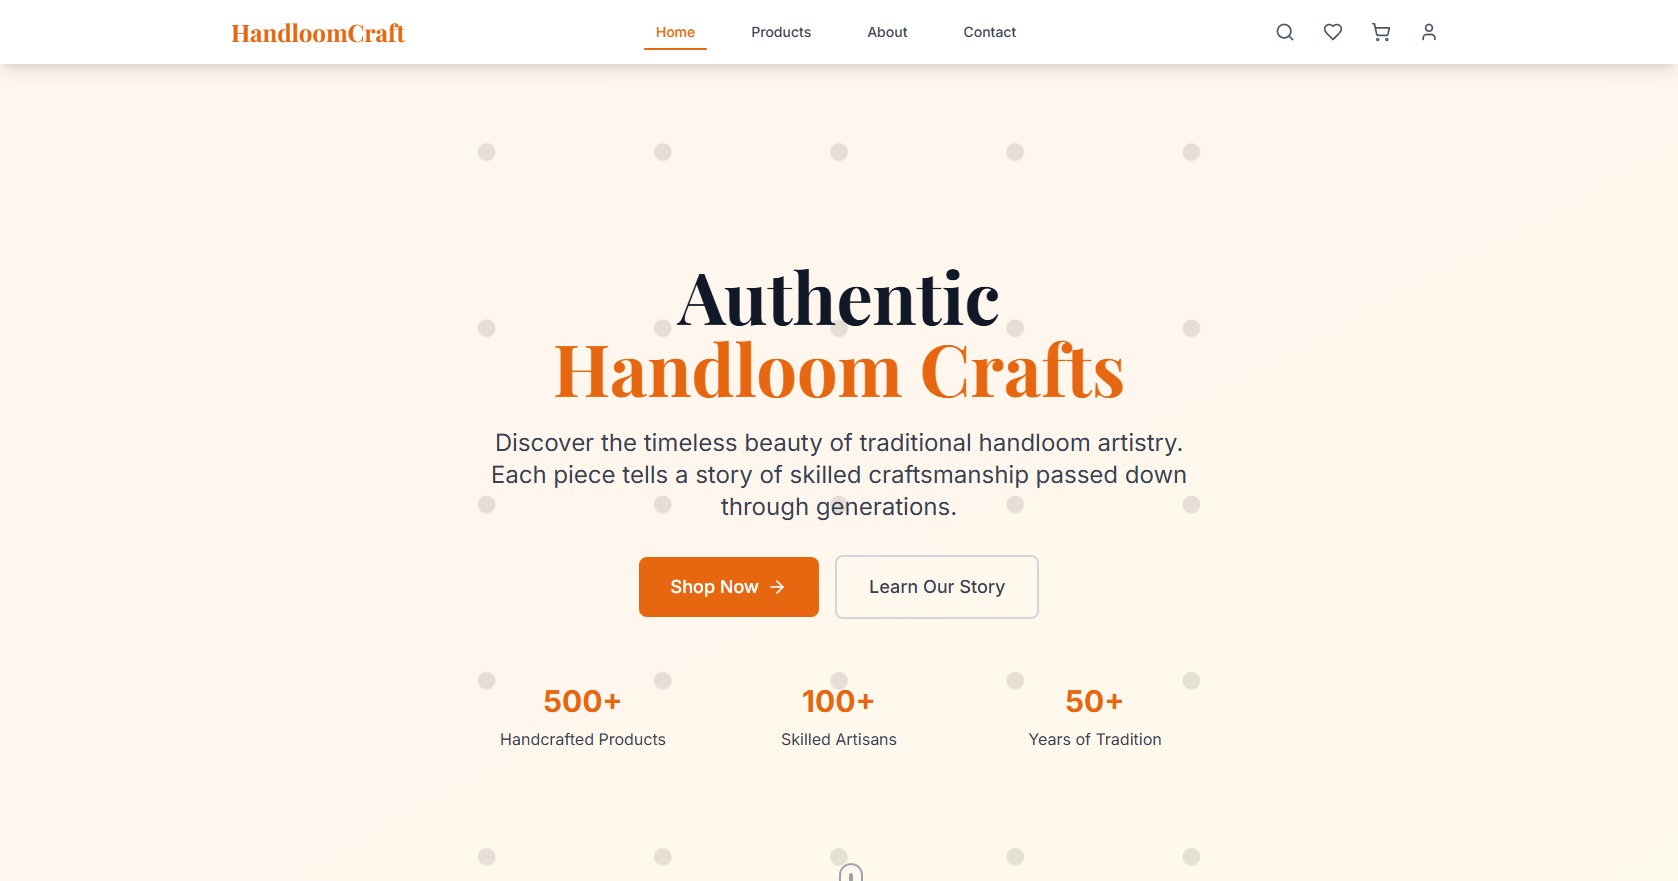 HandloomCraft
Home
Products
About
Contact
Authentic
Handloom Crafts
Discover the timeless beauty of traditional handloom artistry.
Each piece tells a story of skilled craftsmanship passed down
through generations.
Shop Now
Learn Our Story
500+
Handcrafted Products
100+
Skilled Artisans
50+
Years of Tradition